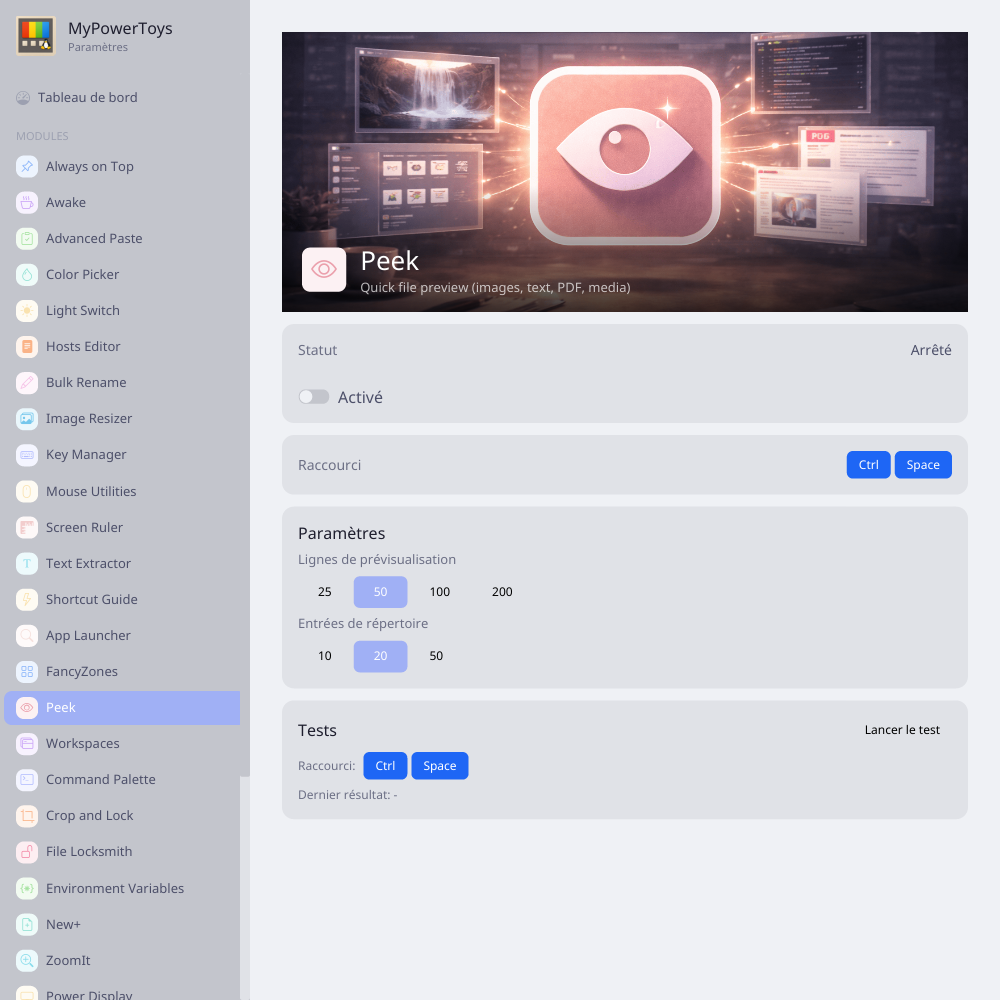 MyPowerToys
Paramètres
Tableau de bord
MODULES
Always on Top
Awake
Advanced Paste
Color Picker
Light Switch
Hosts Editor
Bulk Rename
Image Resizer
Key Manager
Mouse Utilities
Screen Ruler
Text Extractor
Shortcut Guide
App Launcher
FancyZones
Peek
Workspaces
Command Palette
Crop and Lock
File Locksmith
Environment Variables
New+
ZoomIt
Power Display
Peek
Quick file preview (images, text, PDF, media)
Statut
Arrêté
Activé
Raccourci
Ctrl Space
Paramètres
Lignes de prévisualisation
25 50 100 200
Entrées de répertoire
10 20 50
Tests
Lancer le test
Raccourci: Ctrl Space
Dernier résultat: -